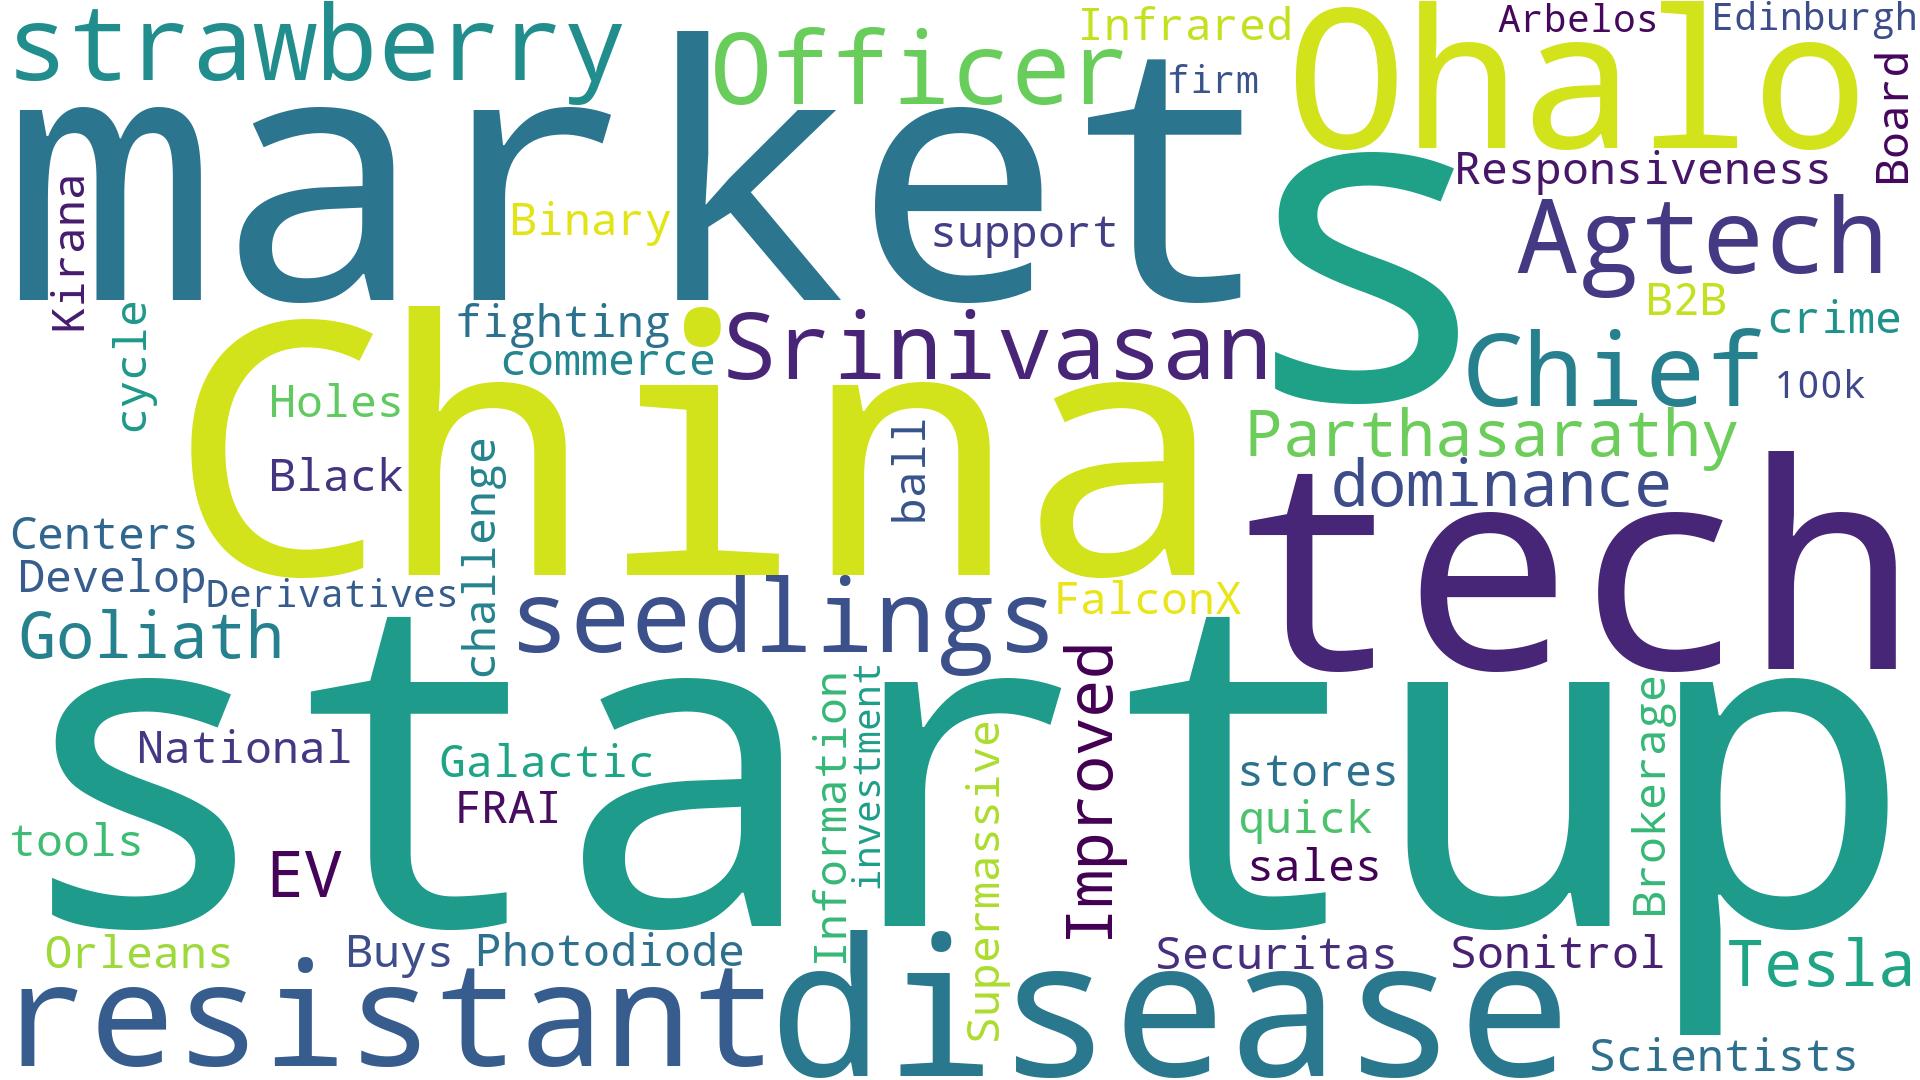 strawberry
Officer
Infrared
Ohalo
Arbelos
Edinburgh
firm
Board
market
Kirana
Binary
support
s
Responsiveness
Agtech
B2B
crime
cycle
China
fighting
commerce
Srinivasan
Chief
100k
Holes
Black
challenge
ball
Parthasarathy
dominance
tech
Centers
Develop
Derivatives
Goliath
seedlings
FalconX
startup
National
Galactic
FRAI
tools
EV
Information
investment
Supermassive
Improved
stores
quick
sales
Brokerage
Orleans
Buys
Photodiode
Securitas
Sonitrol
Tesla
resistant
disease
Scientists